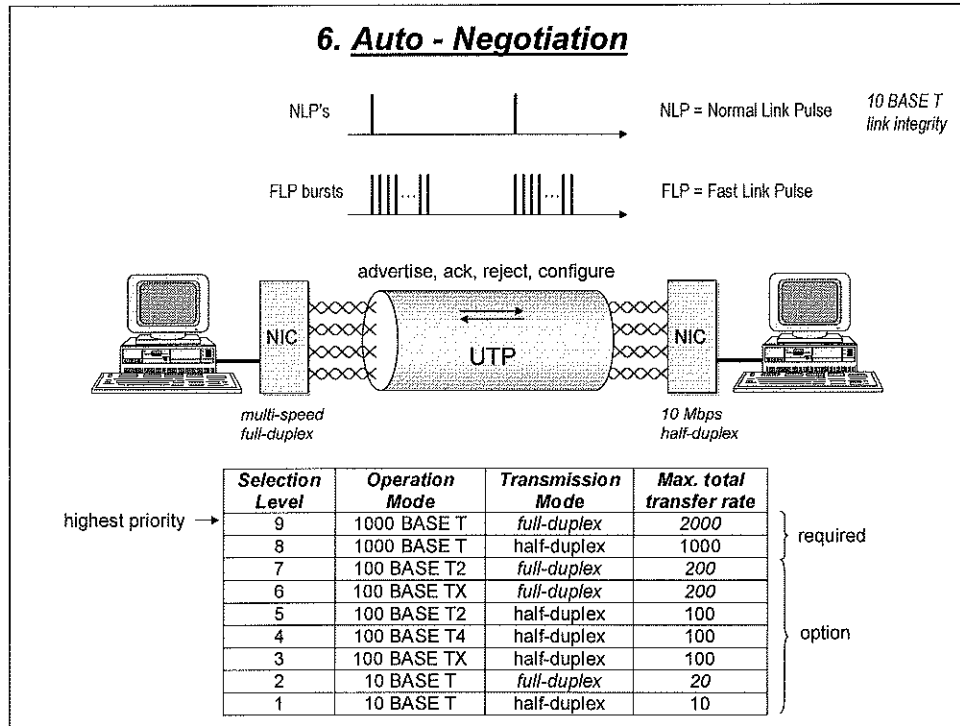 6. Auto - Negotiation
NLP's
NLP = Normal Link Pulse
10 BASE T
link integrity
FLP bursts
...
...
FLP = Fast Link Pulse
advertise, ack, reject, configure
NIC
UTP
NIC
multi-speed
full-duplex
10 Mbps
half-duplex
Selection Level Operation Mode Transmission Mode Max. total transfer rate
highest priority
9 1000 BASE T full-duplex 2000
8 1000 BASE T half-duplex 1000
required
7 100 BASE T2 full-duplex 200
6 100 BASE TX full-duplex 200
5 100 BASE T2 half-duplex 100
4 100 BASE T4 half-duplex 100
option
3 100 BASE TX half-duplex 100
2 10 BASE T full-duplex 20
1 10 BASE T half-duplex 10